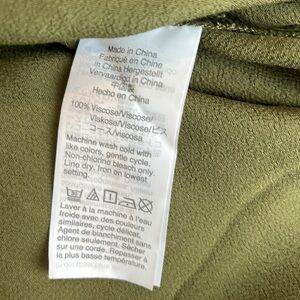 Made in China
Fabriqué en Chine
in China Hergestellt
Vervaardigd in China
中国製
Hecho en China
100% Viscose/Viscose/
Viskose/Viscose/ビス
コース/viscosa
Machine wash cold with
like colors, gentle cycle.
Non-chlorine bleach only.
Line dry. Iron on lowest
setting.
Laver à la machine à l'eau
froide avec des couleurs
similaires, cycle délicat.
Agent de blanchiment sans
chlore seulement. Sécher
sur une corde. Repasser à
la plus basse température.